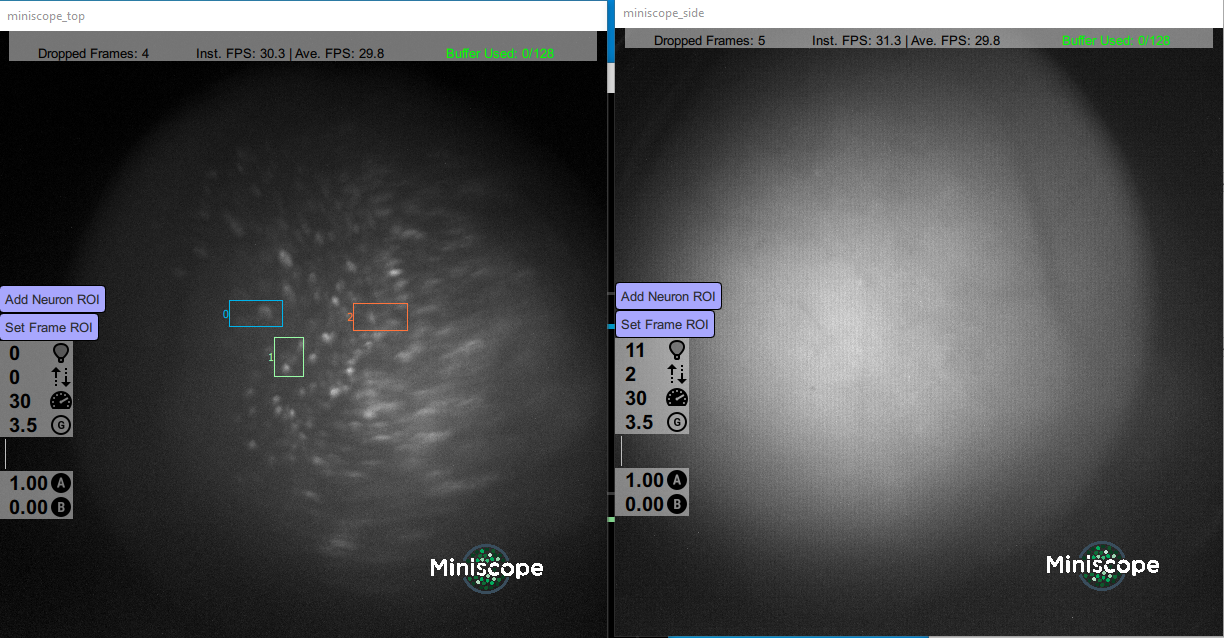 miniscope_top
Dropped Frames: 4 Inst. FPS: 30.3 | Ave. FPS: 29.8 Buffer Used: 0/128
0
2
1
Add Neuron ROI
Set Frame ROI
0
0
30
3.5 G
1.00 A
0.00 B
Miniscope
miniscope_side
Dropped Frames: 5 Inst. FPS: 31.3 | Ave. FPS: 29.8 Buffer Used: 0/128
Add Neuron ROI
Set Frame ROI
11
2
30
3.5 G
1.00 A
0.00 B
Miniscope